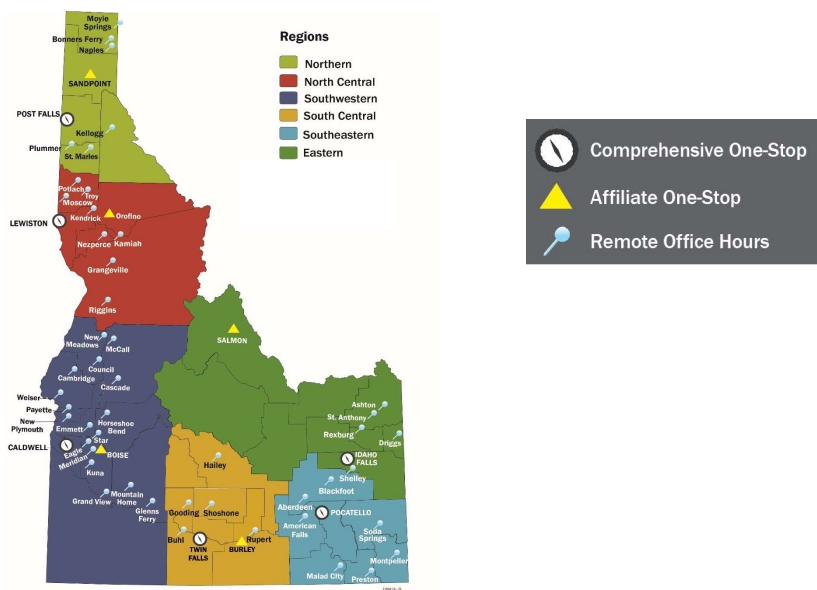 Moyie
Springs
Bonners Ferry
Naples
SANDPOINT
POST FALLS
Kellogg
Plummer
St. Maries
Potlach
Troy
Moscow
Kendrick
Orofino
LEWISTON
Nezperce
Kamiah
Grangeville
Riggins
New
Meadows
McCall
Council
Cambridge
Cascade
Weiser
Payette
New
Plymouth
Emmett
Horseshoe
Bend
Star
CALDWELL
Eagle
Meridian
BOISE
Kuna
Grand View
Mountain
Home
Glenns
Ferry
SALMON
Ashton
St. Anthony
Rexburg
Driggs
IDAHO
FALLS
Shelley
Hailey
Blackfoot
Aberdeen
Gooding
Shoshone
American
Falls
POCATELLO
Soda
Springs
Buhl
TWIN
FALLS
BURLEY
Rupert
Montpelier
Malad City
Preston
Regions
Northern
North Central
Southwestern
South Central
Southeastern
Eastern
Comprehensive One-Stop
Affiliate One-Stop
Remote Office Hours